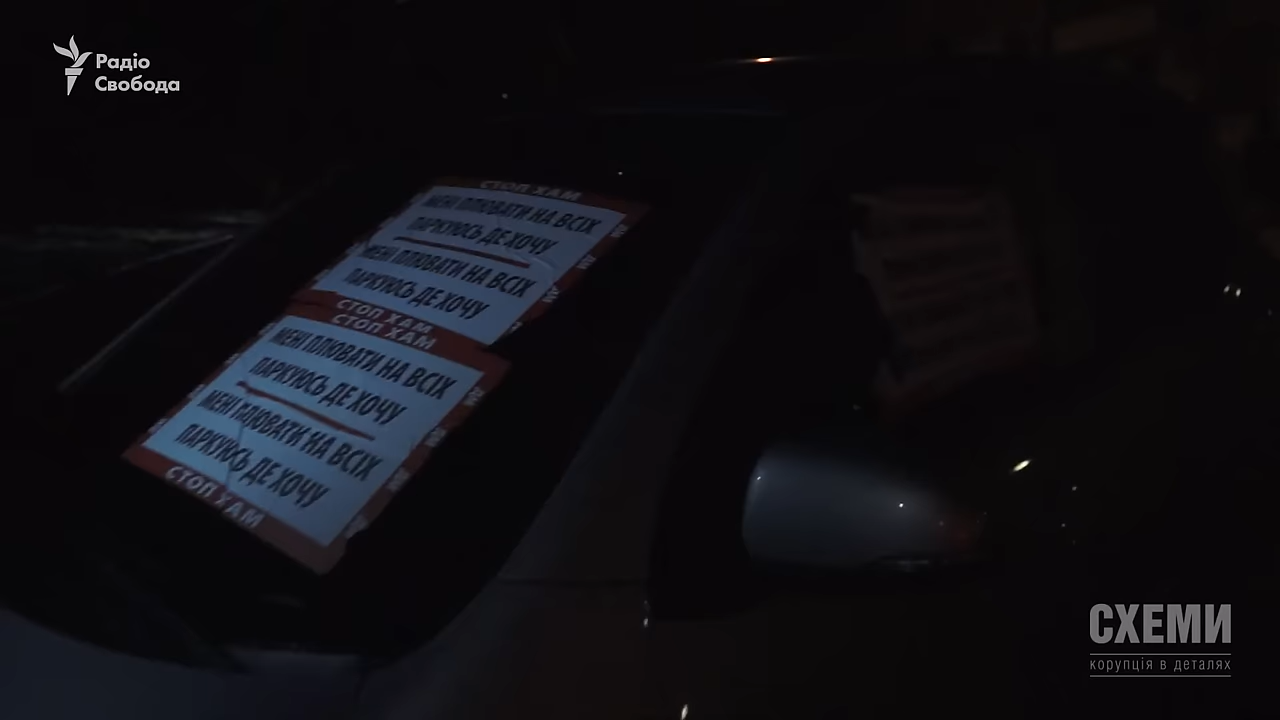 Радіо
Свобода
СТОП ХАМ
МЕНІ ПЛЮВАТИ НА ВСІХ
ПАРКУЮСЬ ДЕ ХОЧУ
МЕНІ ПЛЮВАТИ НА ВСІХ
ПАРКУЮСЬ ДЕ ХОЧУ
СТОП ХАМ
СТОП ХАМ
МЕНІ ПЛЮВАТИ НА ВСІХ
ПАРКУЮСЬ ДЕ ХОЧУ
МЕНІ ПЛЮВАТИ НА ВСІХ
ПАРКУЮСЬ ДЕ ХОЧУ
СТОП ХАМ
СХЕМИ
корупція в деталях